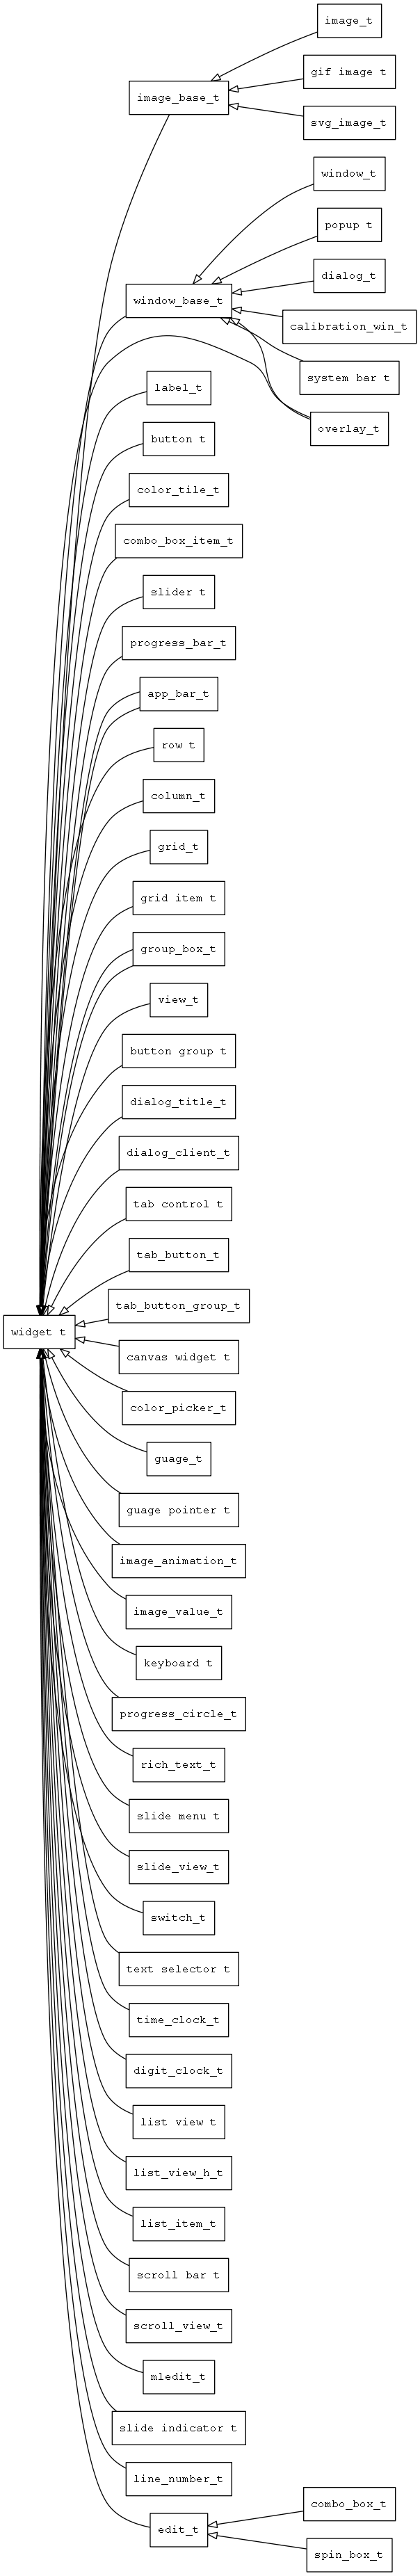 image_t
gif image t
image_base_t
svg_image_t
window_t
popup t
dialog_t
window_base_t
calibration_win_t
system bar t
label_t
overlay_t
button t
color_tile_t
combo_box_item_t
slider t
progress_bar_t
app_bar_t
row t
column_t
grid_t
grid item t
group_box_t
view_t
button group t
dialog_title_t
dialog_client_t
tab control t
tab_button_t
tab_button_group_t
widget t
canvas widget t
color_picker_t
guage_t
guage pointer t
image_animation_t
image_value_t
keyboard t
progress_circle_t
rich_text_t
slide menu t
slide_view_t
switch_t
text selector t
time_clock_t
digit_clock_t
list view t
list_view_h_t
list_item_t
scroll bar t
scroll_view_t
mledit_t
slide indicator t
line_number_t
combo_box_t
edit_t
spin_box_t